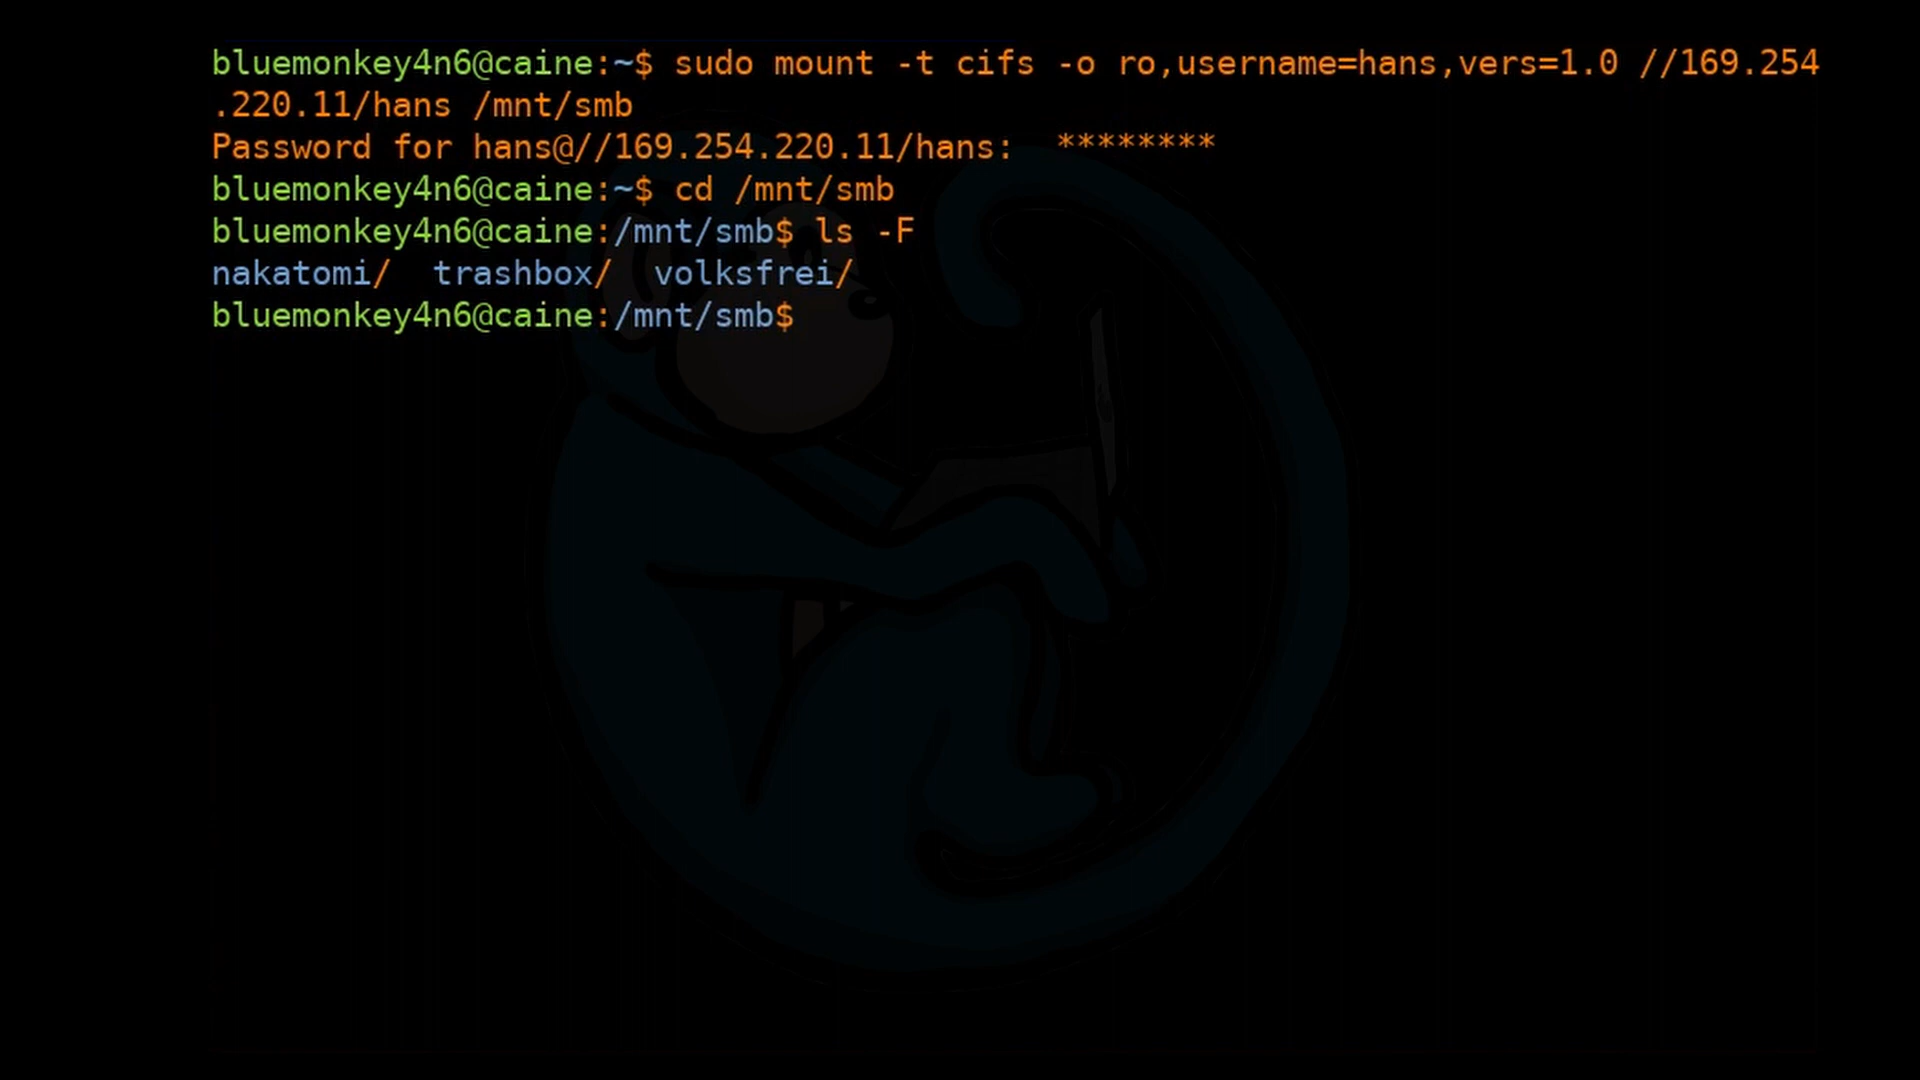 bluemonkey4n6@caine:~$ sudo mount -t cifs -o ro,username=hans,vers=1.0 //169.254
.220.11/hans /mnt/smb
Password for hans@//169.254.220.11/hans:  ********
bluemonkey4n6@caine:~$ cd /mnt/smb
bluemonkey4n6@caine:/mnt/smb$ ls -F
nakatomi/  trashbox/  volksfrei/
bluemonkey4n6@caine:/mnt/smb$